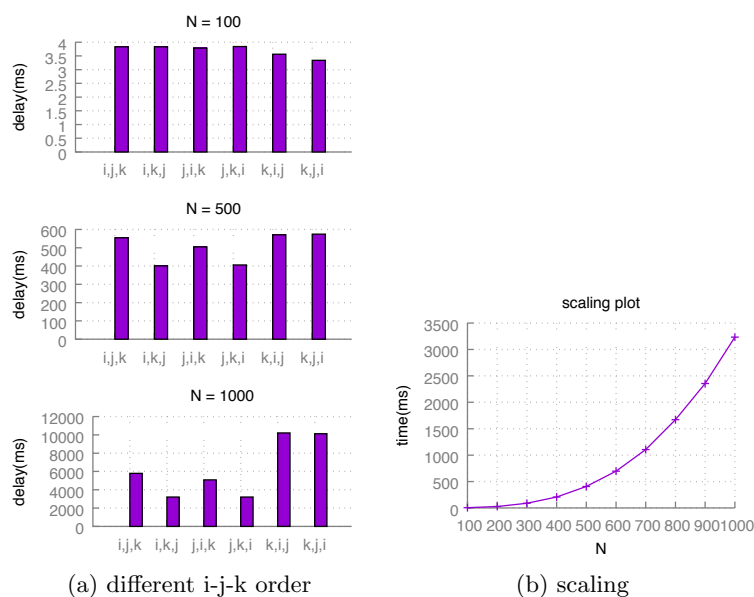 N = 100
delay(ms)
4
3.5
3
2.5
2
1.5
1
0.5
0
i,j,k i,k,j j,i,k j,k,i k,i,j k,j,i
N = 500
delay(ms)
600
500
400
300
200
100
0
i,j,k i,k,j j,i,k j,k,i k,i,j k,j,i
N = 1000
delay(ms)
12000
10000
8000
6000
4000
2000
0
i,j,k i,k,j j,i,k j,k,i k,i,j k,j,i
(a) different i-j-k order
scaling plot
time(ms)
3500
3000
2500
2000
1500
1000
500
0
100 200 300 400 500 600 700 800 900 1000
N
(b) scaling